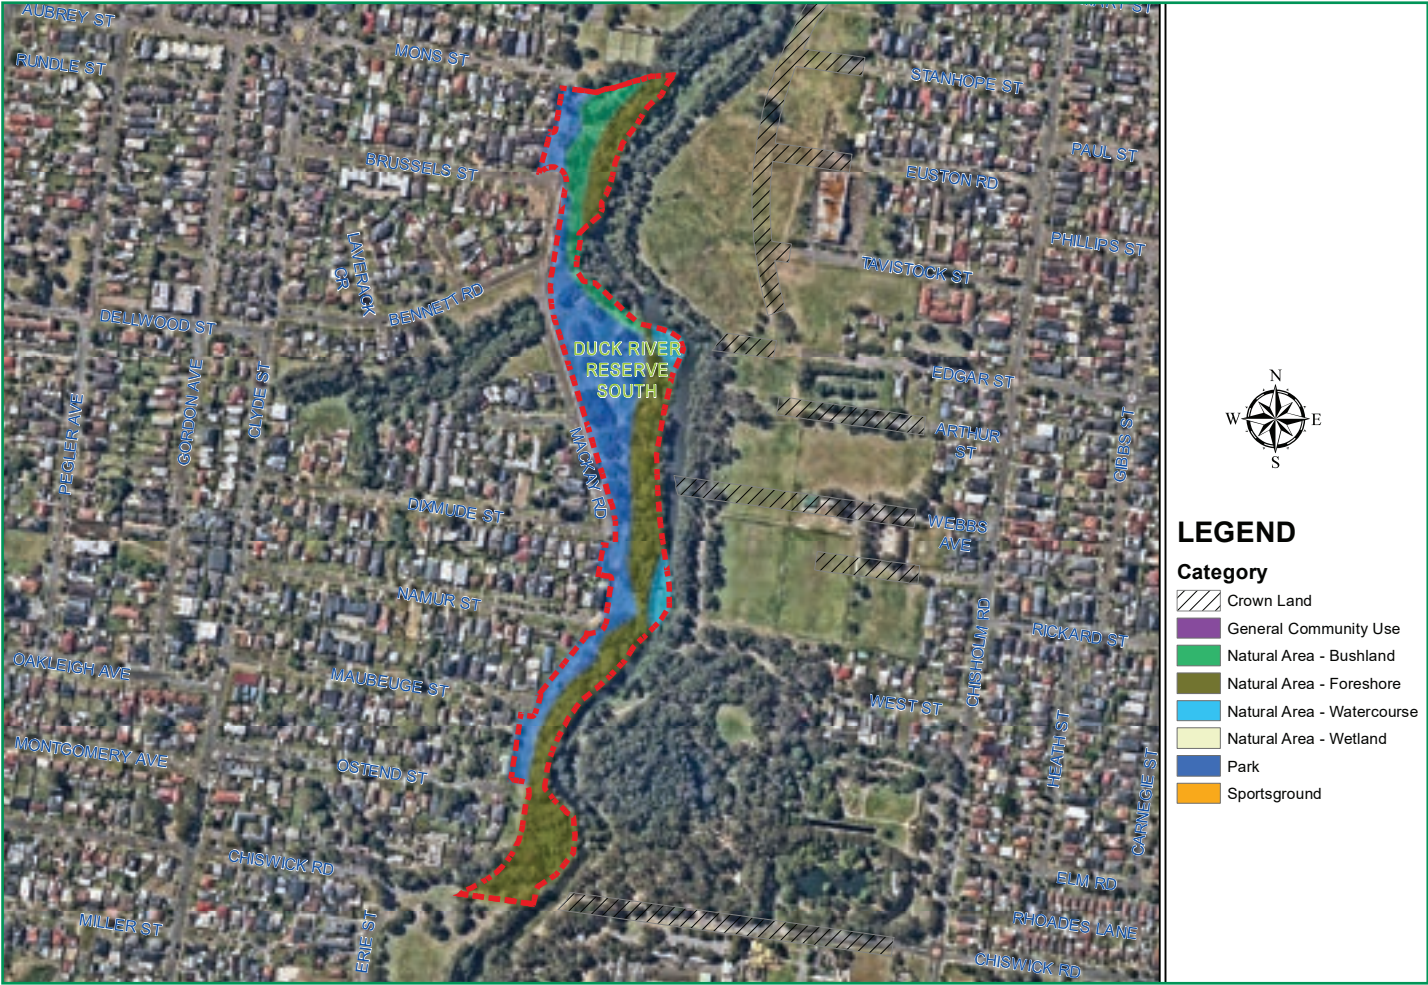 AUBREY ST
RUNDLE ST
MONS ST
STANHOPE ST
PAUL ST
BRUSSELS ST
EUSTON RD
PHILLIPS ST
LAVERACK
CR
TAVISTOCK ST
BENNETT RD
DELLWOOD ST
DUCK RIVER
RESERVE
SOUTH
EDGAR ST
PEGLER AVE
GORDON AVE
CLYDE ST
MACKAY RD
ARTHUR
ST
GIBBS ST
DIXMUDE ST
WEBBS
AVE
NAMUR ST
CHISHOLM RD
RICKARD ST
OAKLEIGH AVE
MAUBEUGE ST
WEST ST
HEATH ST
MONTGOMERY AVE
OSTEND ST
CARNEGIE ST
CHISWICK RD
ELM RD
MILLER ST
ERIE ST
RHOADES LANE
CHISWICK RD
N
W
E
S
LEGEND
Category
Crown Land
General Community Use
Natural Area - Bushland
Natural Area - Foreshore
Natural Area - Watercourse
Natural Area - Wetland
Park
Sportsground